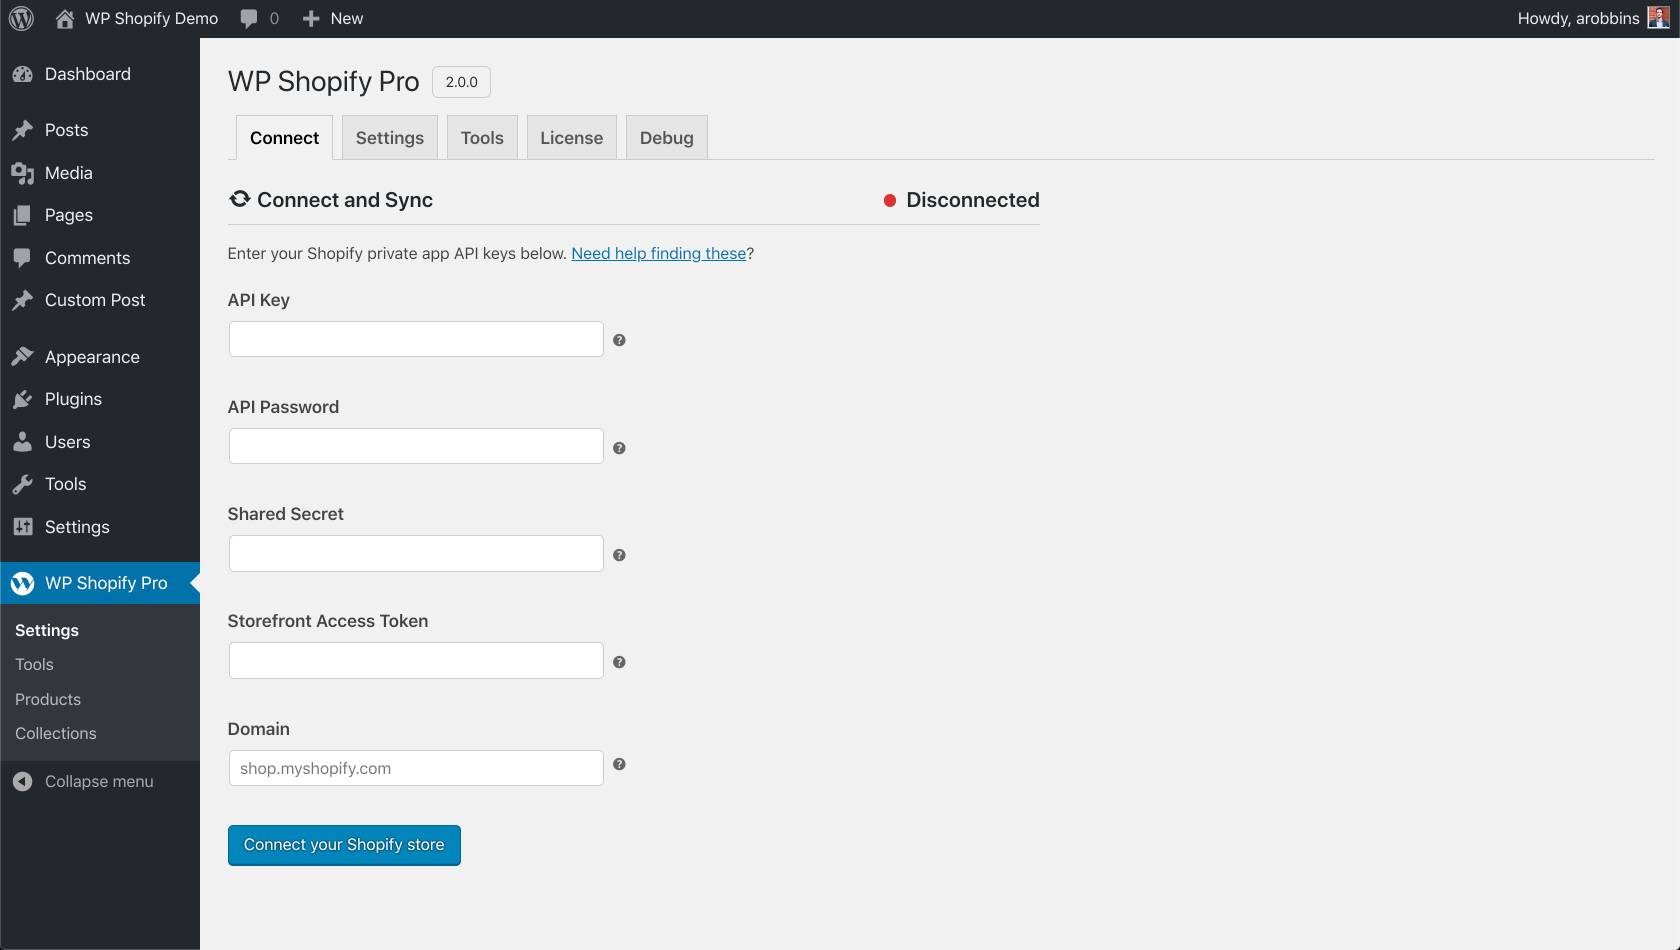 WP Shopify Demo 0 New Howdy, arobbins
Dashboard
Posts
Media
Pages
Comments
Custom Post
Appearance
Plugins
Users
Tools
Settings
WP Shopify Pro
Settings
Tools
Products
Collections
Collapse menu
WP Shopify Pro 2.0.0
Connect Settings Tools License Debug
Connect and Sync Disconnected
Enter your Shopify private app API keys below. Need help finding these?
API Key
API Password
Shared Secret
Storefront Access Token
Domain
shop.myshopify.com
Connect your Shopify store